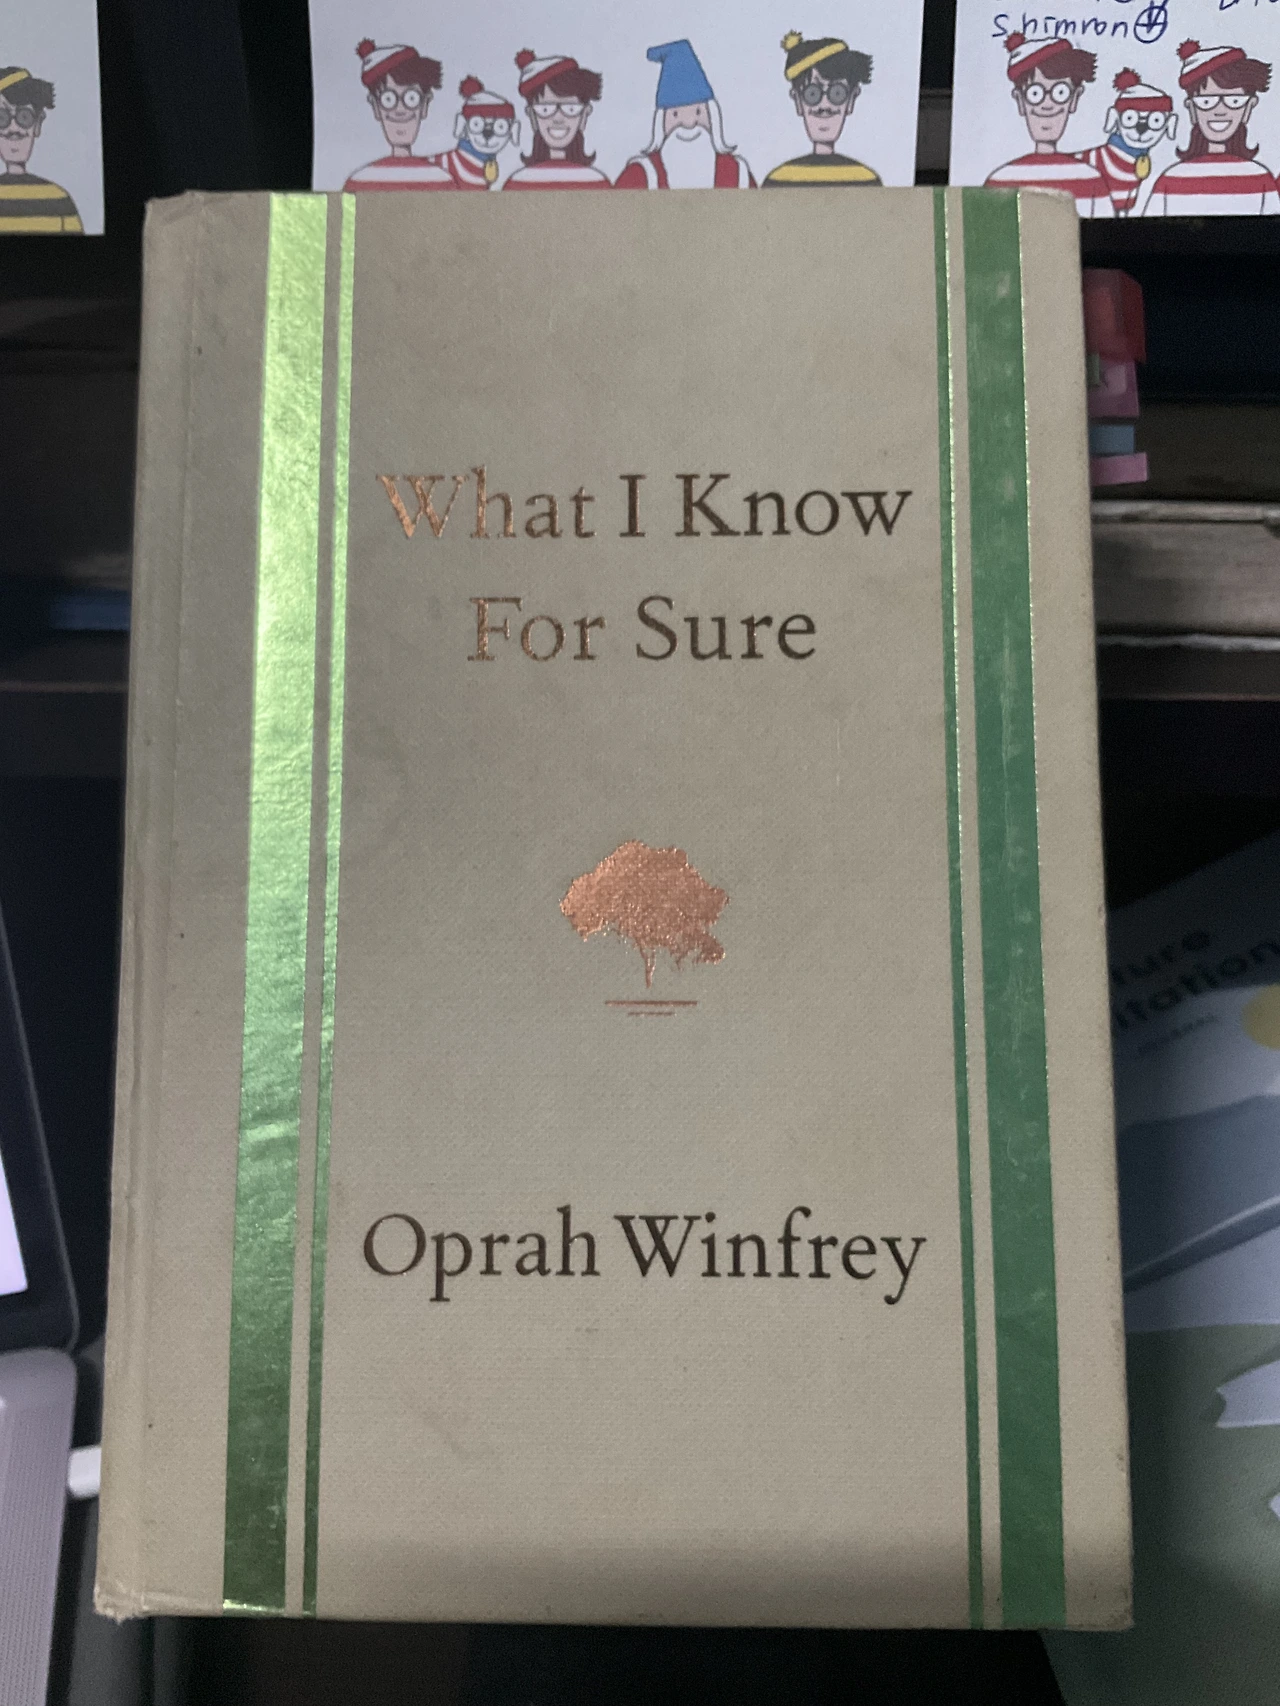 shimron
What I Know
For Sure
Oprah Winfrey